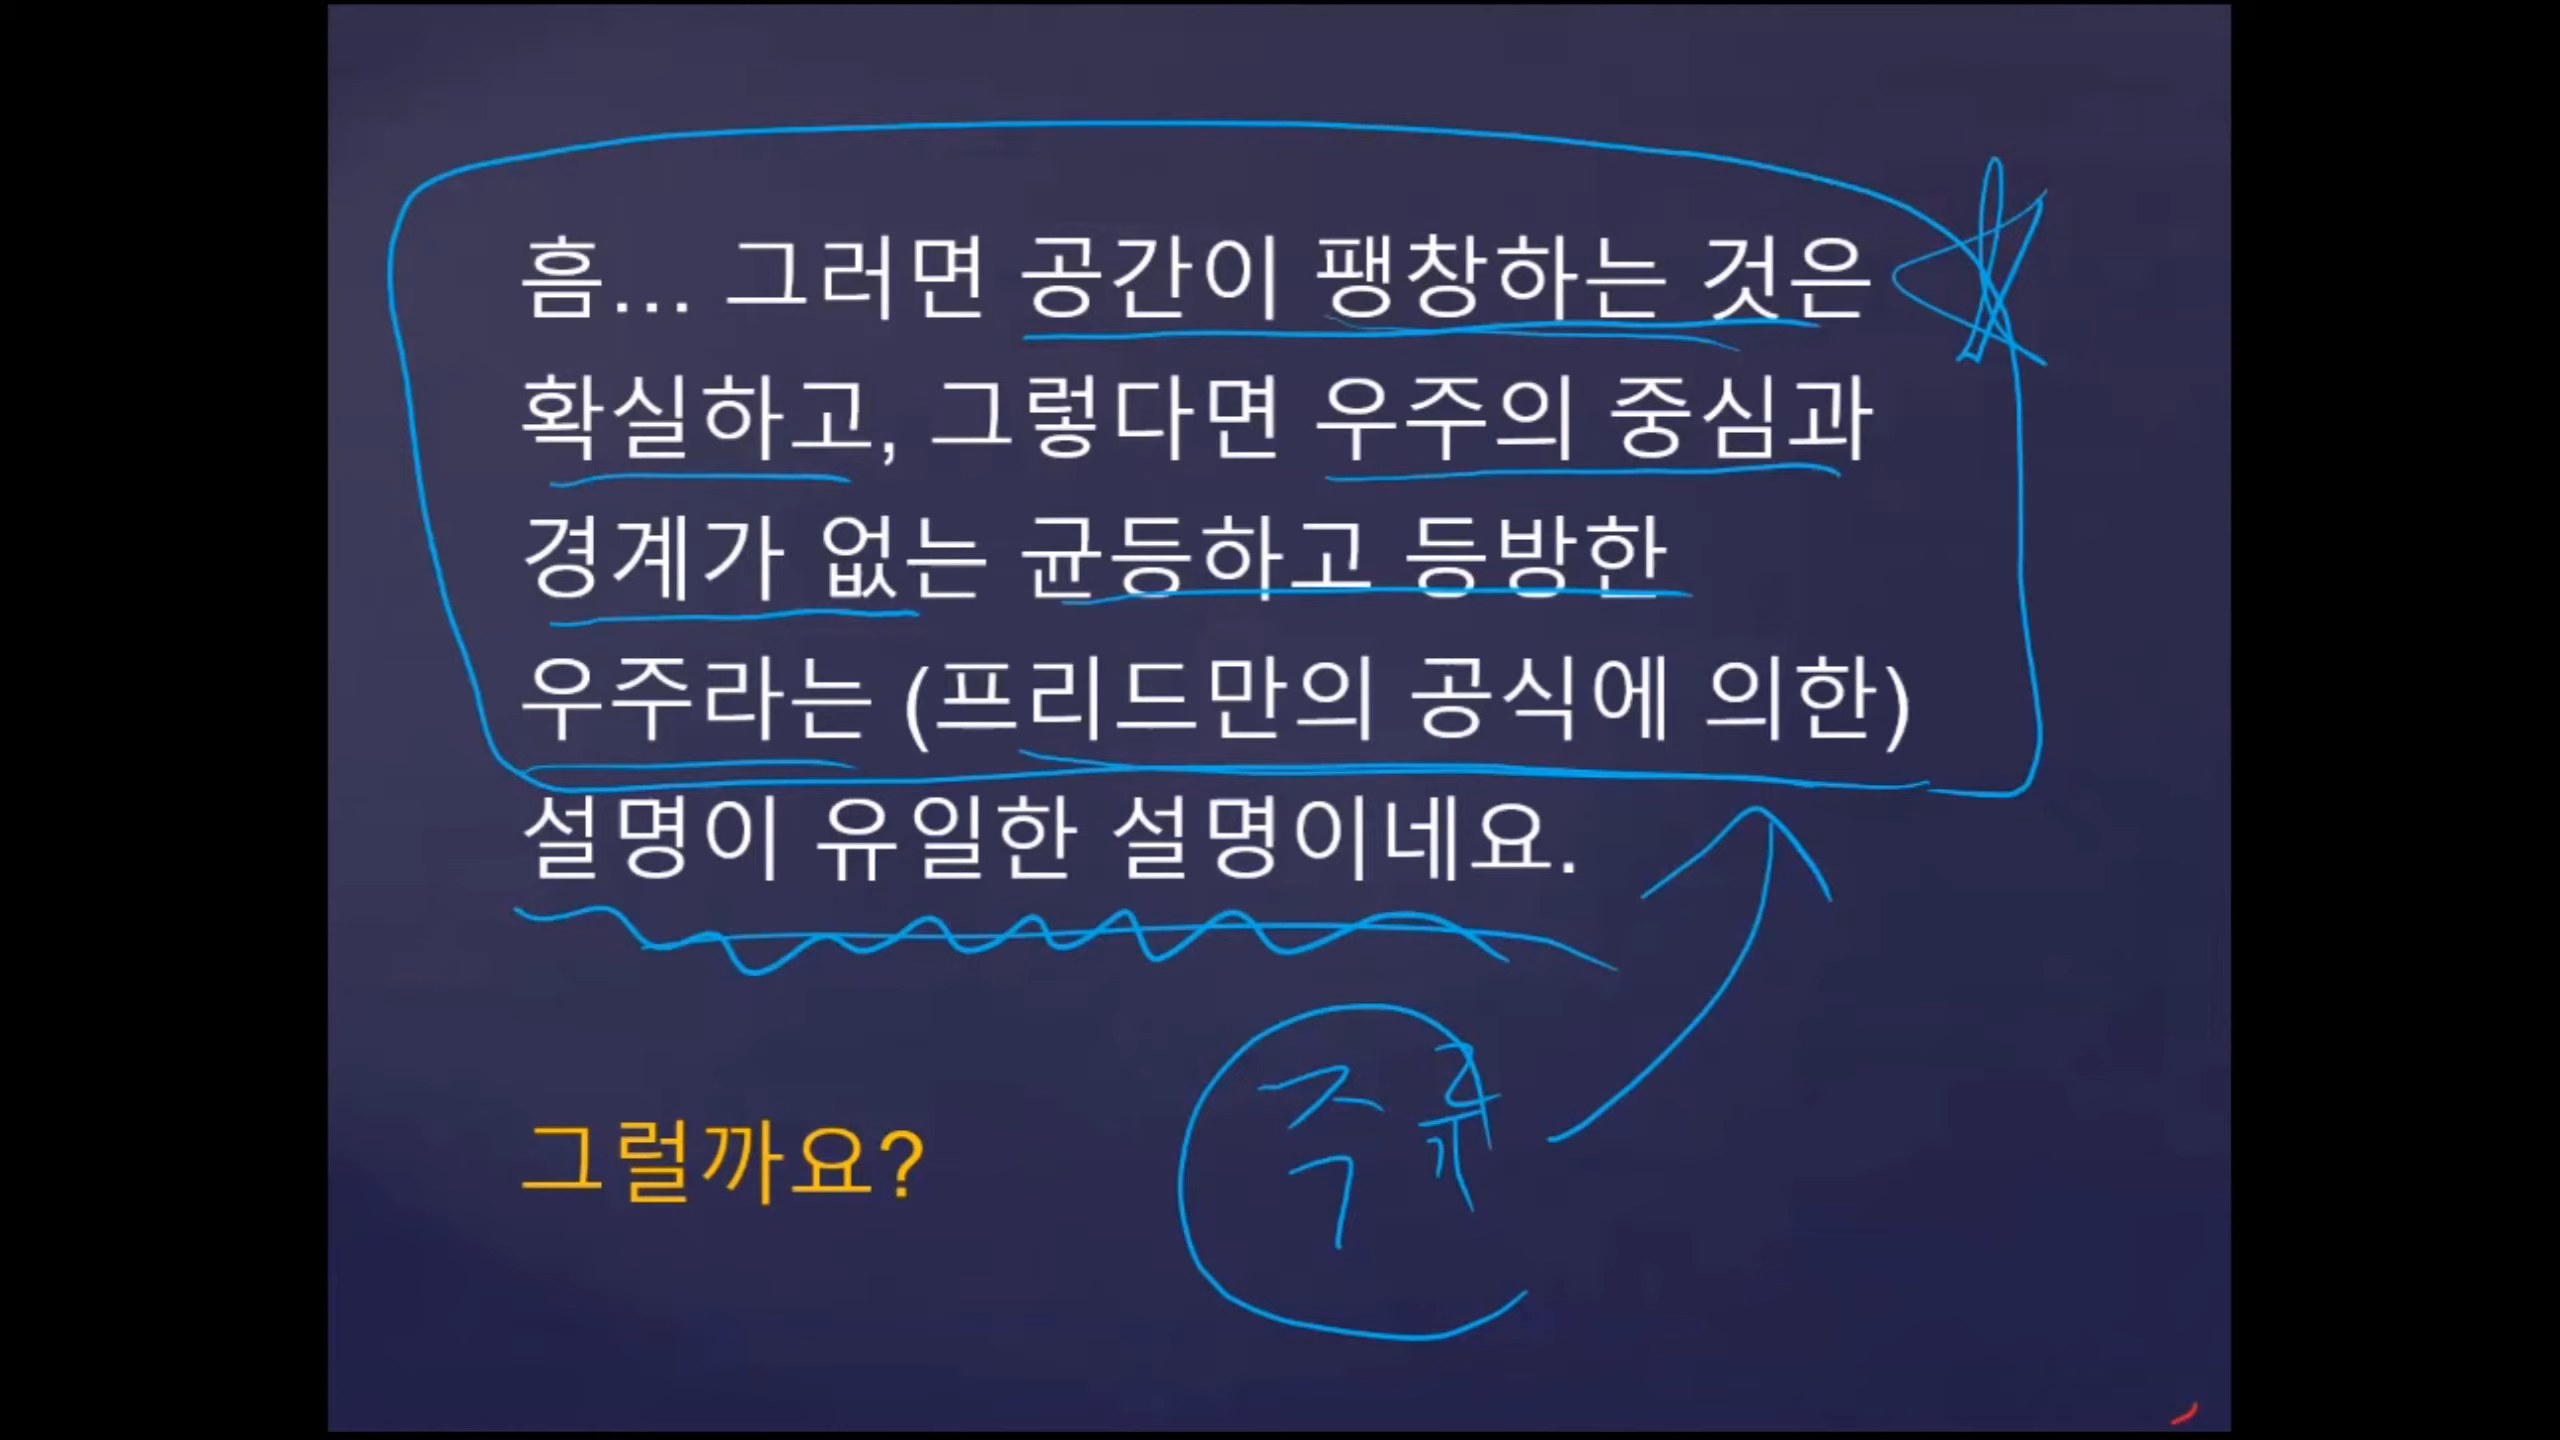 흠... 그러면 공간이 팽창하는 것은
확실하고, 그렇다면 우주의 중심과
경계가 없는 균등하고 등방한
우주라는 (프리드만의 공식에 의한)
설명이 유일한 설명이네요.
주류
그럴까요?